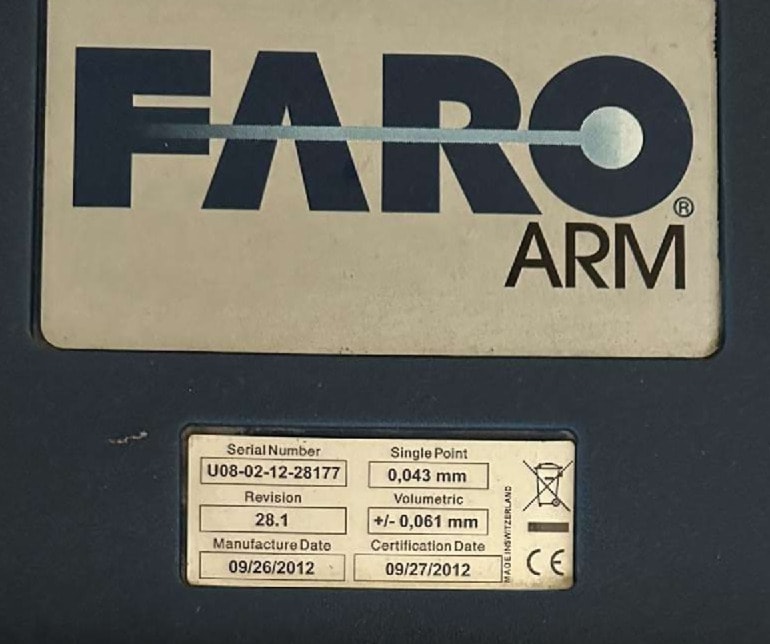 FARO®
ARM
Serial Number
U08-02-12-28177
Revision
28.1
Manufacture Date
09/26/2012
Single Point
0,043 mm
Volumetric
+/- 0,061 mm
Certification Date
09/27/2012
MADE IN SWITZERLAND
CE